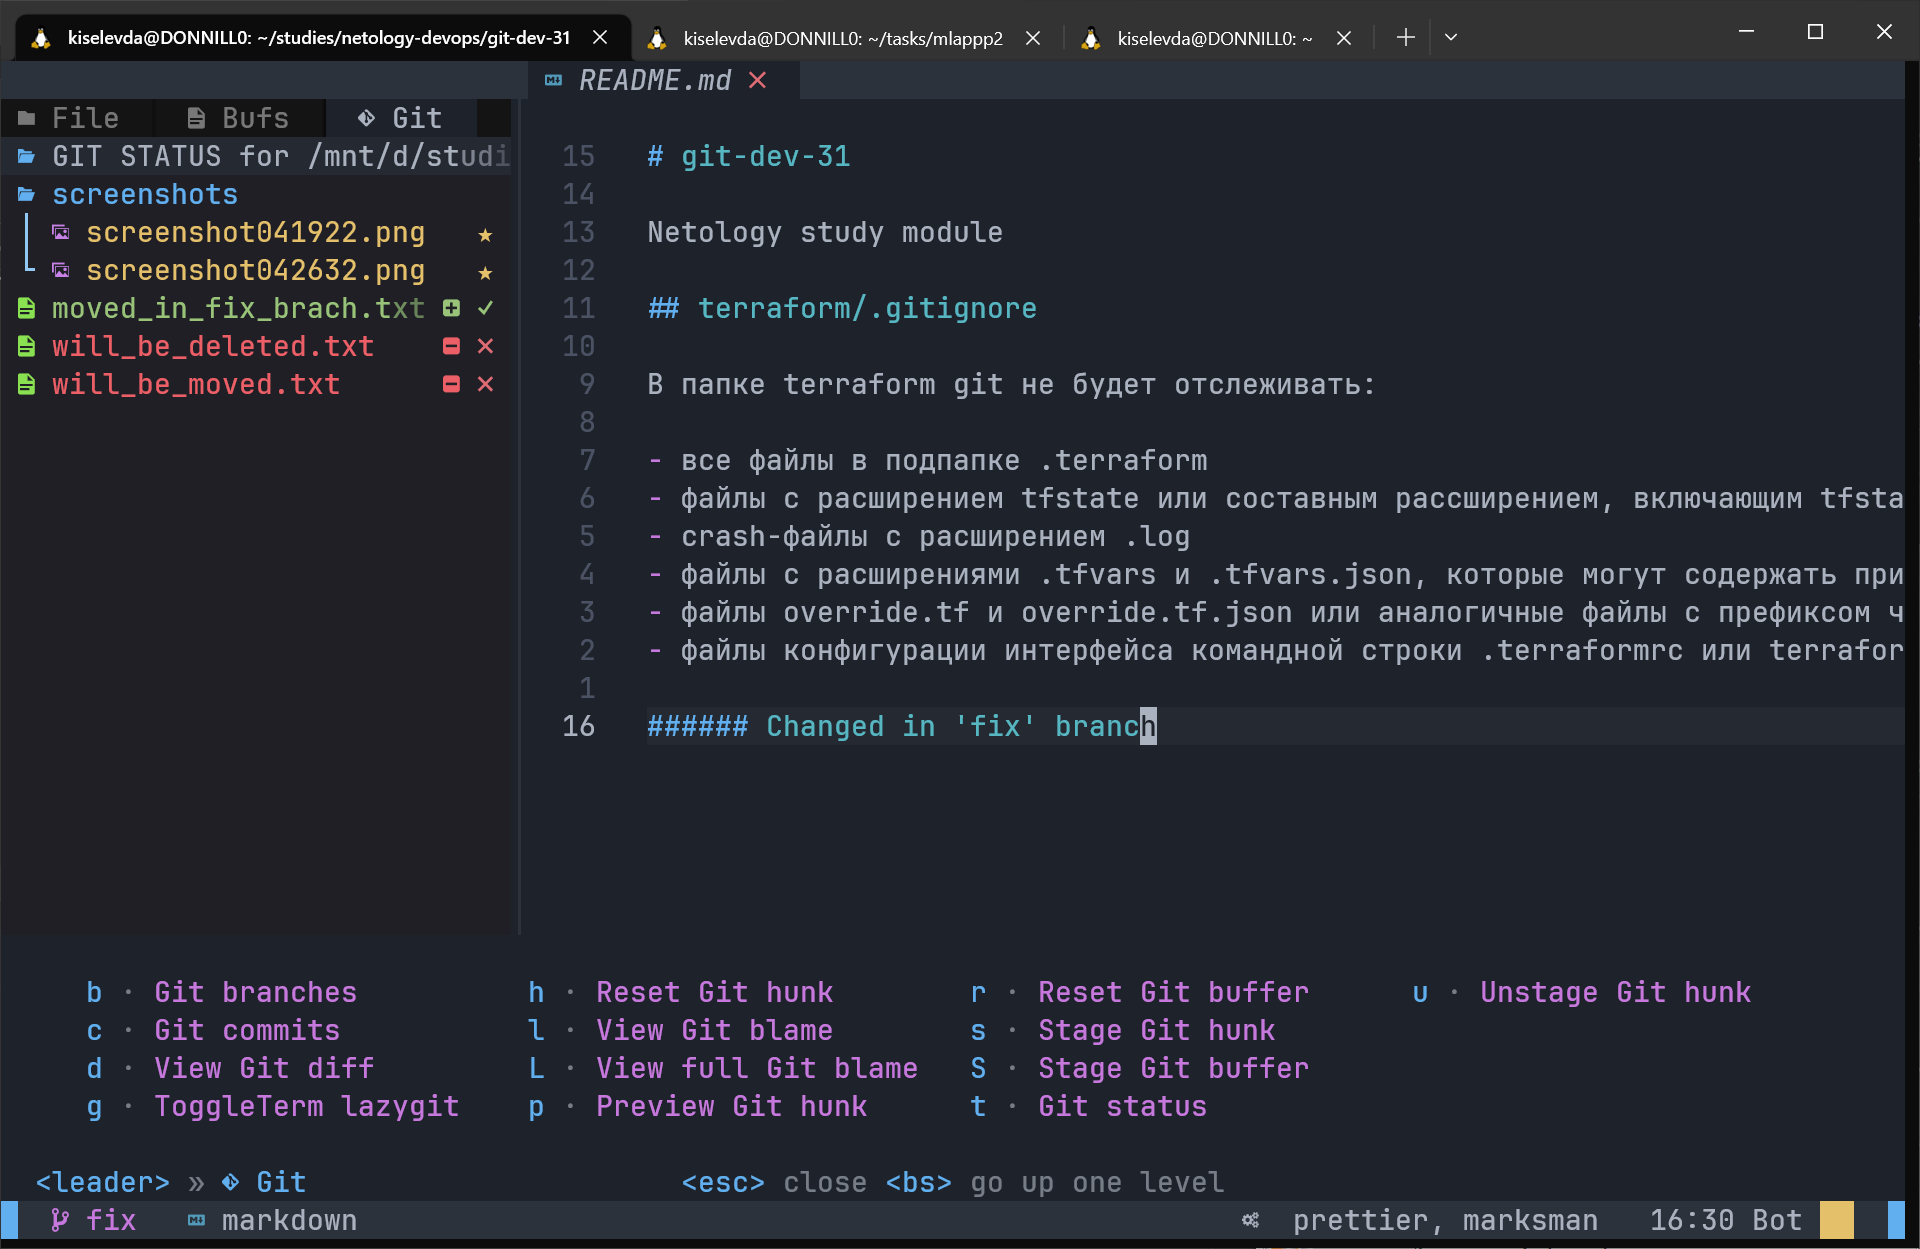 kiselevda@DONNILL0: ~/studies/netology-devops/git-dev-31
kiselevda@DONNILL0: ~/tasks/mlappp2
kiselevda@DONNILL0: ~
README.md
File Bufs Git
GIT STATUS for /mnt/d/studi
screenshots
screenshot041922.png
screenshot042632.png
moved_in_fix_brach.txt
will_be_deleted.txt
will_be_moved.txt
15 # git-dev-31
14
13 Netology study module
12
11 ## terraform/.gitignore
10
9 В папке terraform git не будет отслеживать:
8
7 - все файлы в подпапке .terraform
6 - файлы с расширением tfstate или составным рассширением, включающим tfsta
5 - crash-файлы с расширением .log
4 - файлы с расширениями .tfvars и .tfvars.json, которые могут содержать при
3 - файлы override.tf и override.tf.json или аналогичные файлы с префиксом ч
2 - файлы конфигурации интерфейса командной строки .terraformrc или terrafor
1
16 ###### Changed in 'fix' branch
b · Git branches h · Reset Git hunk r · Reset Git buffer u · Unstage Git hunk
c · Git commits l · View Git blame s · Stage Git hunk
d · View Git diff L · View full Git blame S · Stage Git buffer
g · ToggleTerm lazygit p · Preview Git hunk t · Git status
<leader> » Git <esc> close <bs> go up one level
fix markdown prettier, marksman 16:30 Bot